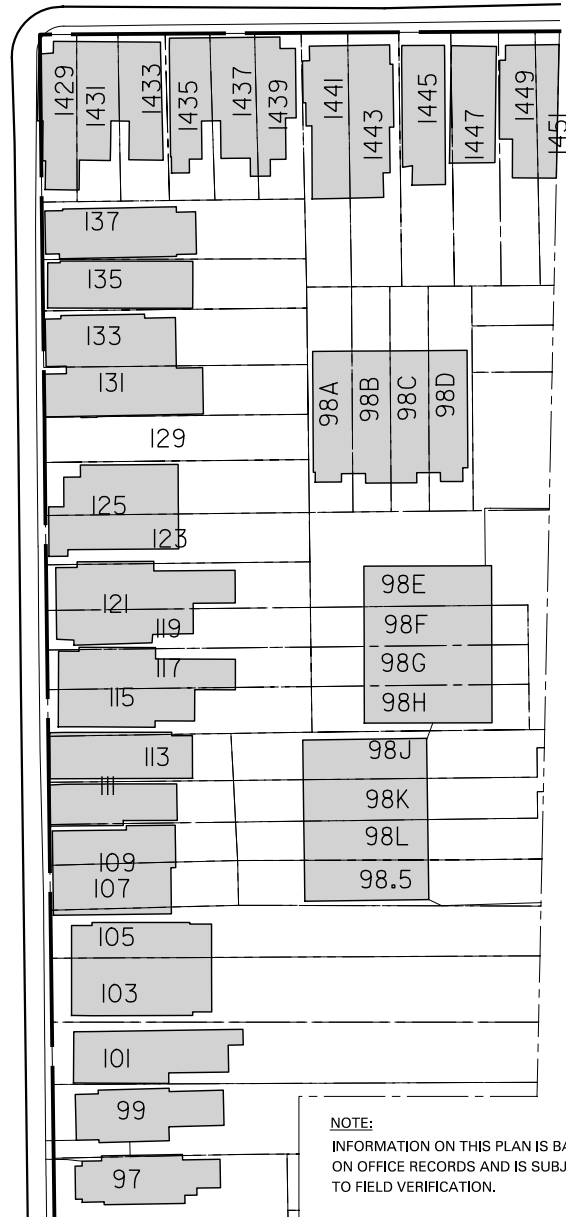 1429
1431
1433
1435
1437
1439
1441
1443
1445
1447
1449
1451
137
135
133
131
129
125
123
121
119
117
115
113
111
109
107
105
103
101
99
97
98A
98B
98C
98D
98E
98F
98G
98H
98J
98K
98L
98.5
NOTE:
INFORMATION ON THIS PLAN IS BA
ON OFFICE RECORDS AND IS SUBJ
TO FIELD VERIFICATION.